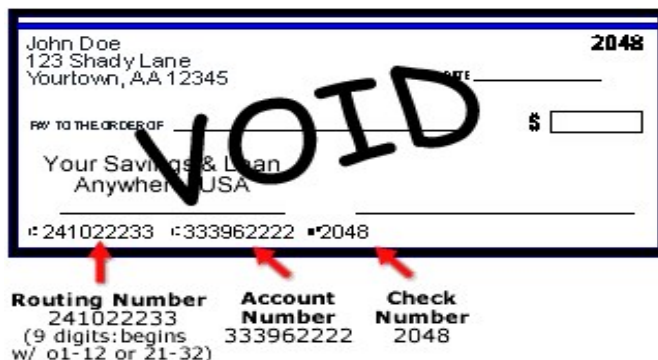 John Doe
2048
123 Shady Lane
Yourtown, AA 12345
DATE
PAY TO THE ORDER OF
$
VOID
Your Savings & Loan
Anywhere USA
⑆241022233 ⑆333962222 ⑈2048
Routing Number
241022233
(9 digits: begins
w/ o1-12 or 21-32)
Account
Number
333962222
Check
Number
2048